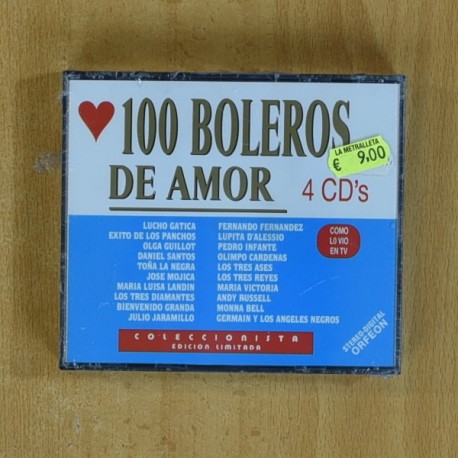 100 BOLEROS
DE AMOR
4 CD's
LA METRALLETA
€ 9,00
LUCHO GATICA
EXITO DE LOS PANCHOS
OLGA GUILLOT
DANIEL SANTOS
TOÑA LA NEGRA
JOSE MOJICA
MARIA LUISA LANDIN
LOS TRES DIAMANTES
BIENVENIDO GRANDA
JULIO JARAMILLO
FERNANDO FERNANDEZ
LUPITA D'ALESSIO
PEDRO INFANTE
OLIMPO CARDENAS
LOS TRES ASES
LOS TRES REYES
MARIA VICTORIA
ANDY RUSSELL
MONNA BELL
GERMAIN Y LOS ANGELES NEGROS
COMO
LO VIO
EN TV
COLECCIONISTA
EDICION LIMITADA
STEREO-DIGITAL
ORFEON